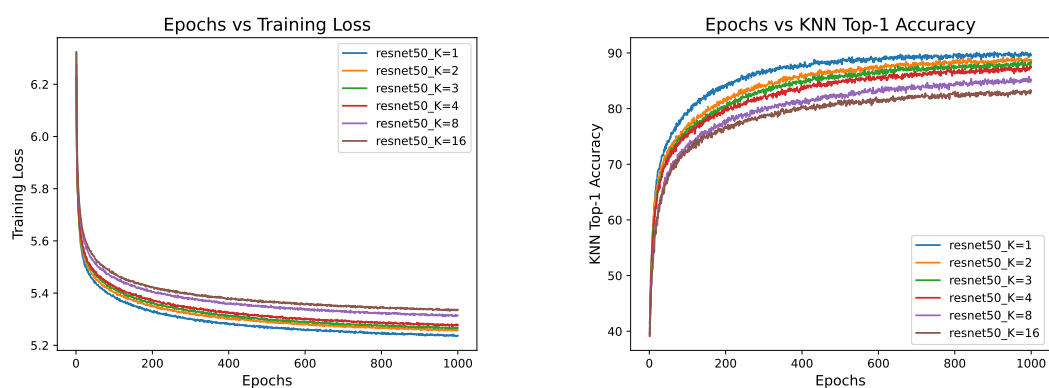 Epochs vs Training Loss
Training Loss
6.2
6.0
5.8
5.6
5.4
5.2
0
200
400
600
800
1000
Epochs
resnet50_K=1
resnet50_K=2
resnet50_K=3
resnet50_K=4
resnet50_K=8
resnet50_K=16
Epochs vs KNN Top-1 Accuracy
KNN Top-1 Accuracy
90
80
70
60
50
40
0
200
400
600
800
1000
Epochs
resnet50_K=1
resnet50_K=2
resnet50_K=3
resnet50_K=4
resnet50_K=8
resnet50_K=16